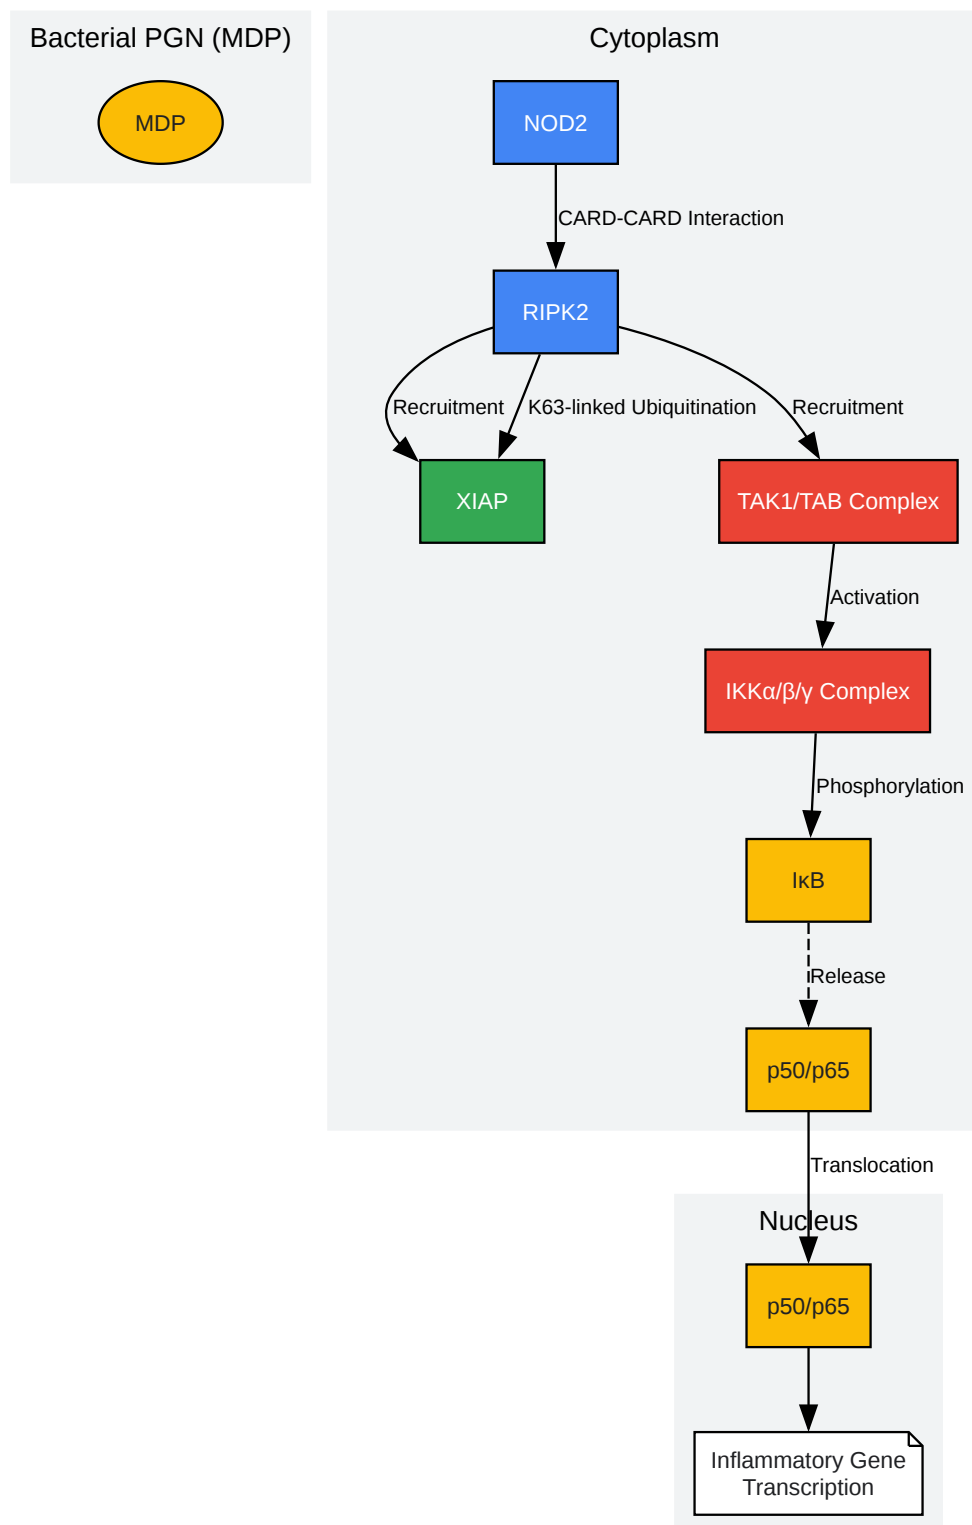 Bacterial PGN (MDP)
MDP
Cytoplasm
NOD2
CARD-CARD Interaction
RIPK2
Recruitment
K63-linked Ubiquitination
Recruitment
XIAP
TAK1/TAB Complex
Activation
IKKα/β/γ Complex
Phosphorylation
IκB
Release
p50/p65
Translocation
Nucleus
p50/p65
Inflammatory Gene
Transcription